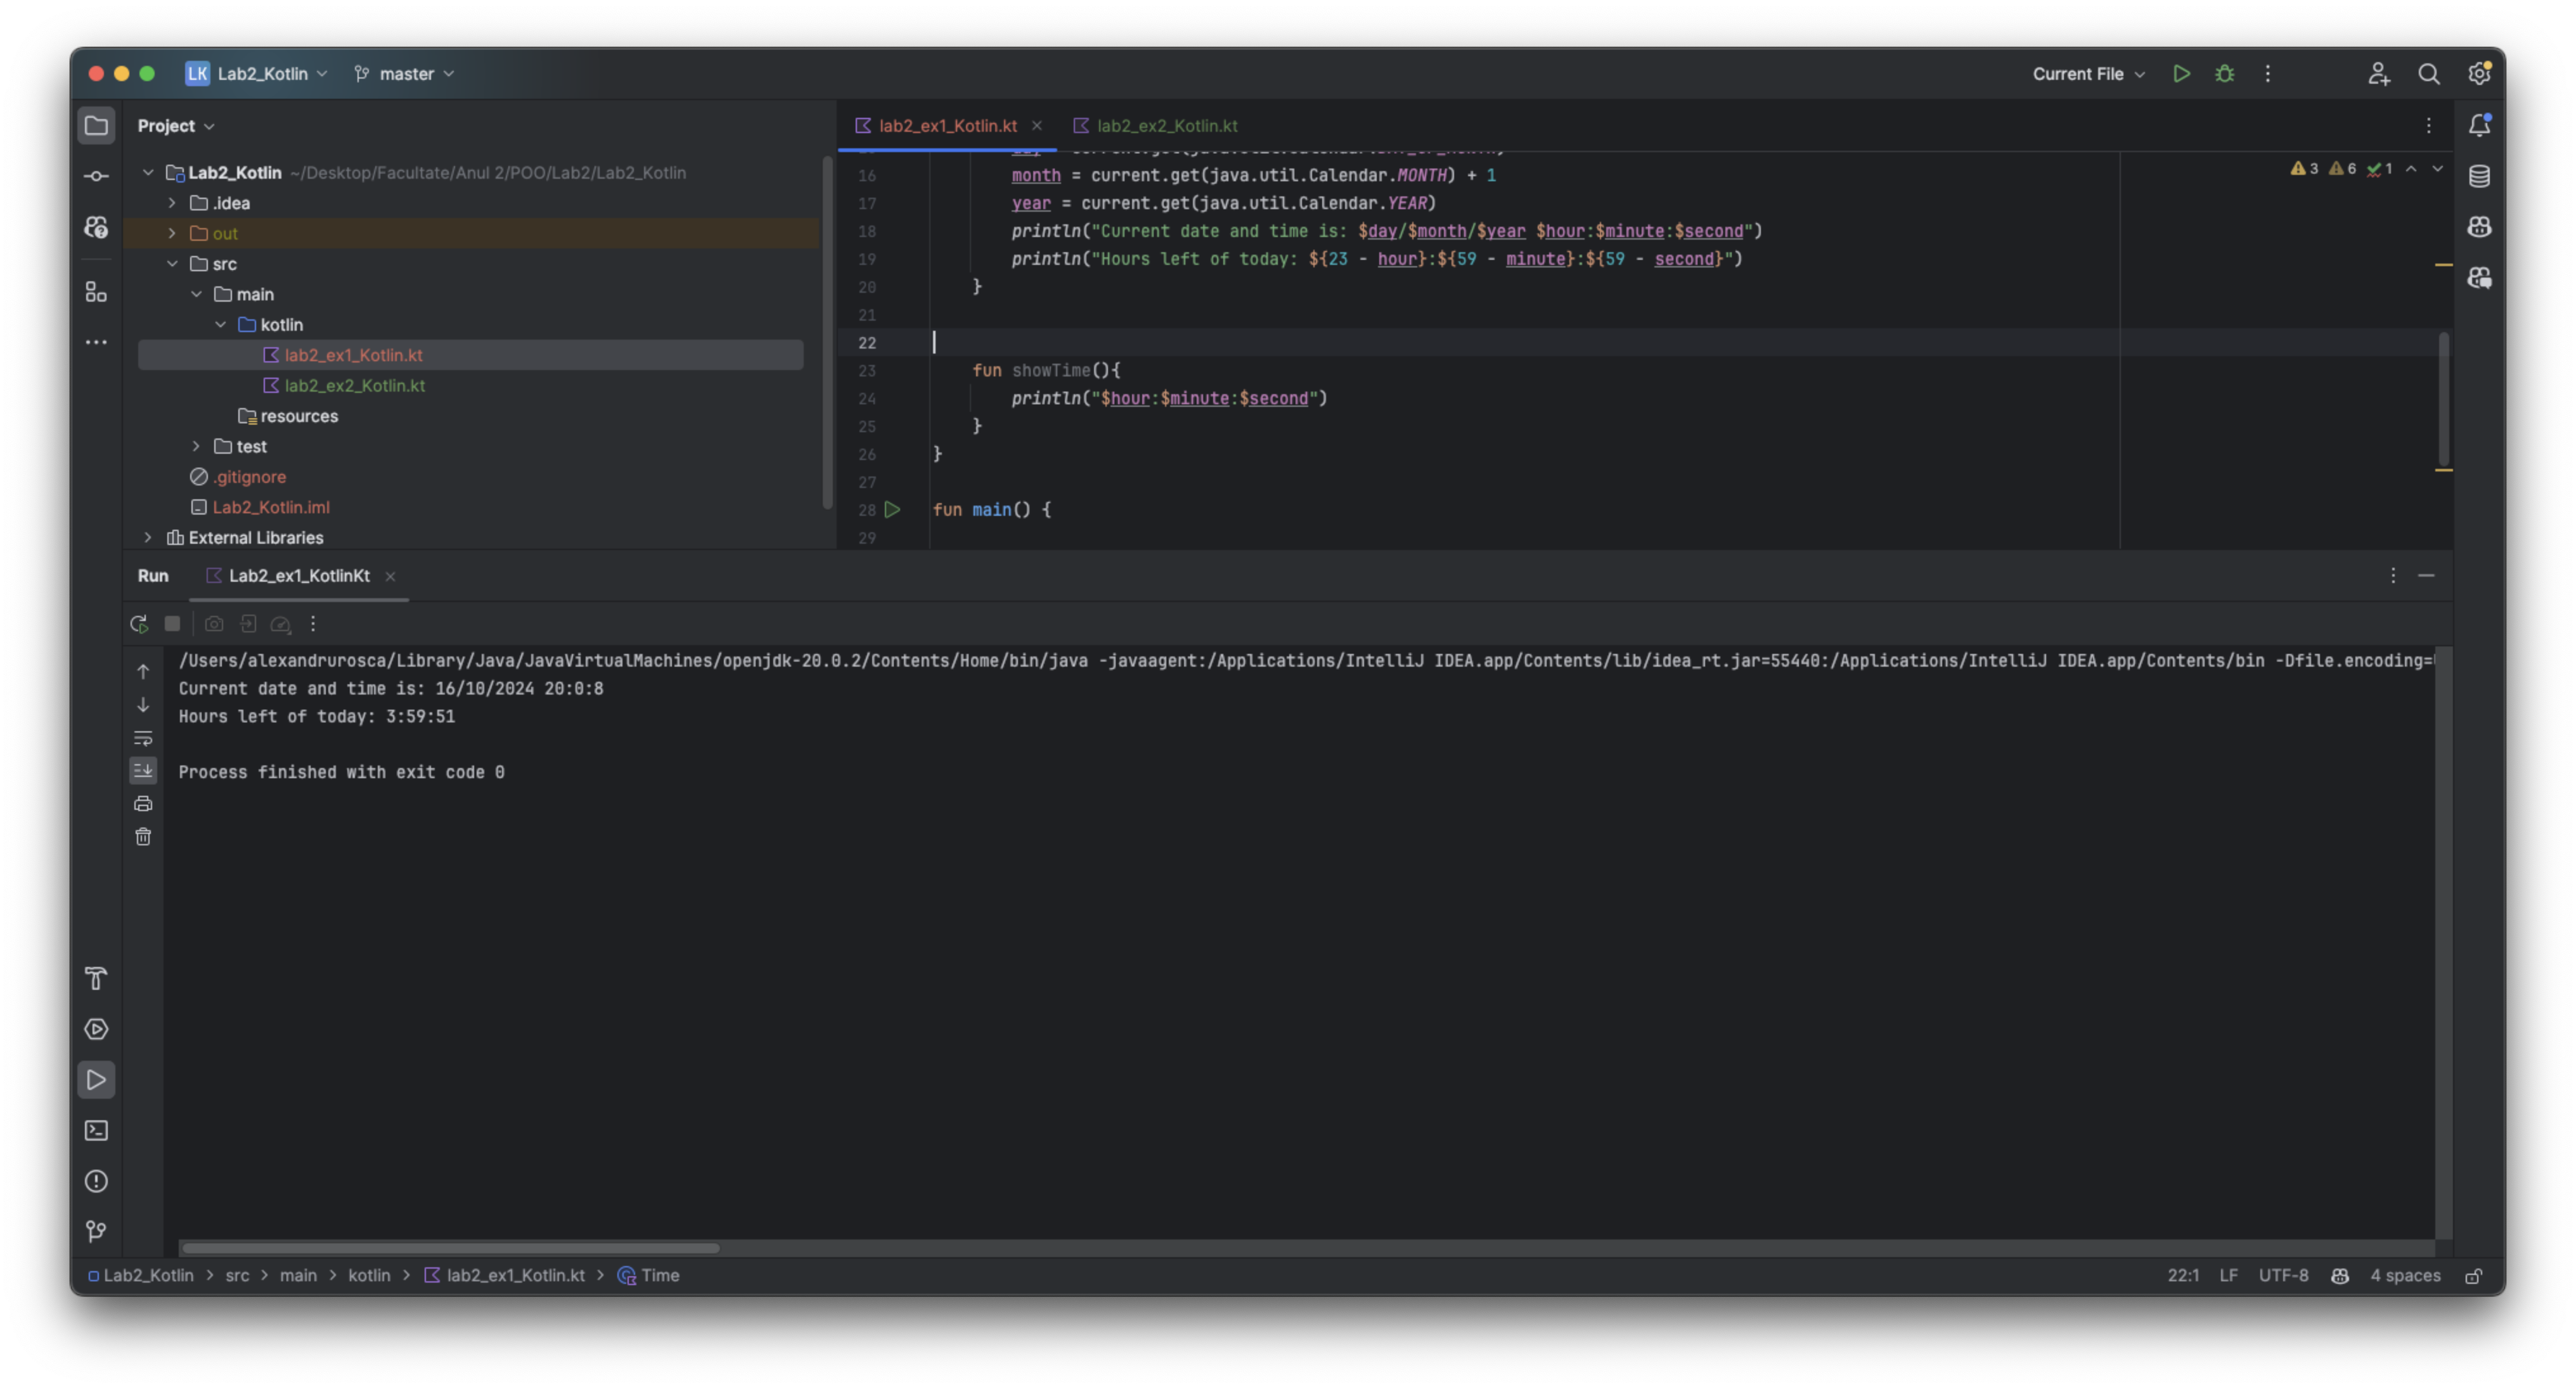 LK Lab2_Kotlin master Current File
Project
lab2_ex1_Kotlin.kt lab2_ex2_Kotlin.kt
Lab2_Kotlin ~/Desktop/Facultate/Anul 2/POO/Lab2/Lab2_Kotlin
.idea
out
src
main
kotlin
lab2_ex1_Kotlin.kt
lab2_ex2_Kotlin.kt
resources
test
.gitignore
Lab2_Kotlin.iml
External Libraries
3 6 1
16 month = current.get(java.util.Calendar.MONTH) + 1
17 year = current.get(java.util.Calendar.YEAR)
18 println("Current date and time is: $day/$month/$year $hour:$minute:$second")
19 println("Hours left of today: ${23 - hour}:${59 - minute}:${59 - second}")
20 }
21
22
23 fun showTime(){
24 println("$hour:$minute:$second")
25 }
26 }
27
28 fun main() {
29
Run Lab2_ex1_KotlinKt
/Users/alexandrurosca/Library/Java/JavaVirtualMachines/openjdk-20.0.2/Contents/Home/bin/java -javaagent:/Applications/IntelliJ IDEA.app/Contents/lib/idea_rt.jar=55440:/Applications/IntelliJ IDEA.app/Contents/bin -Dfile.encoding=
Current date and time is: 16/10/2024 20:0:8
Hours left of today: 3:59:51
Process finished with exit code 0
Lab2_Kotlin > src > main > kotlin > lab2_ex1_Kotlin.kt > Time
22:1 LF UTF-8 4 spaces